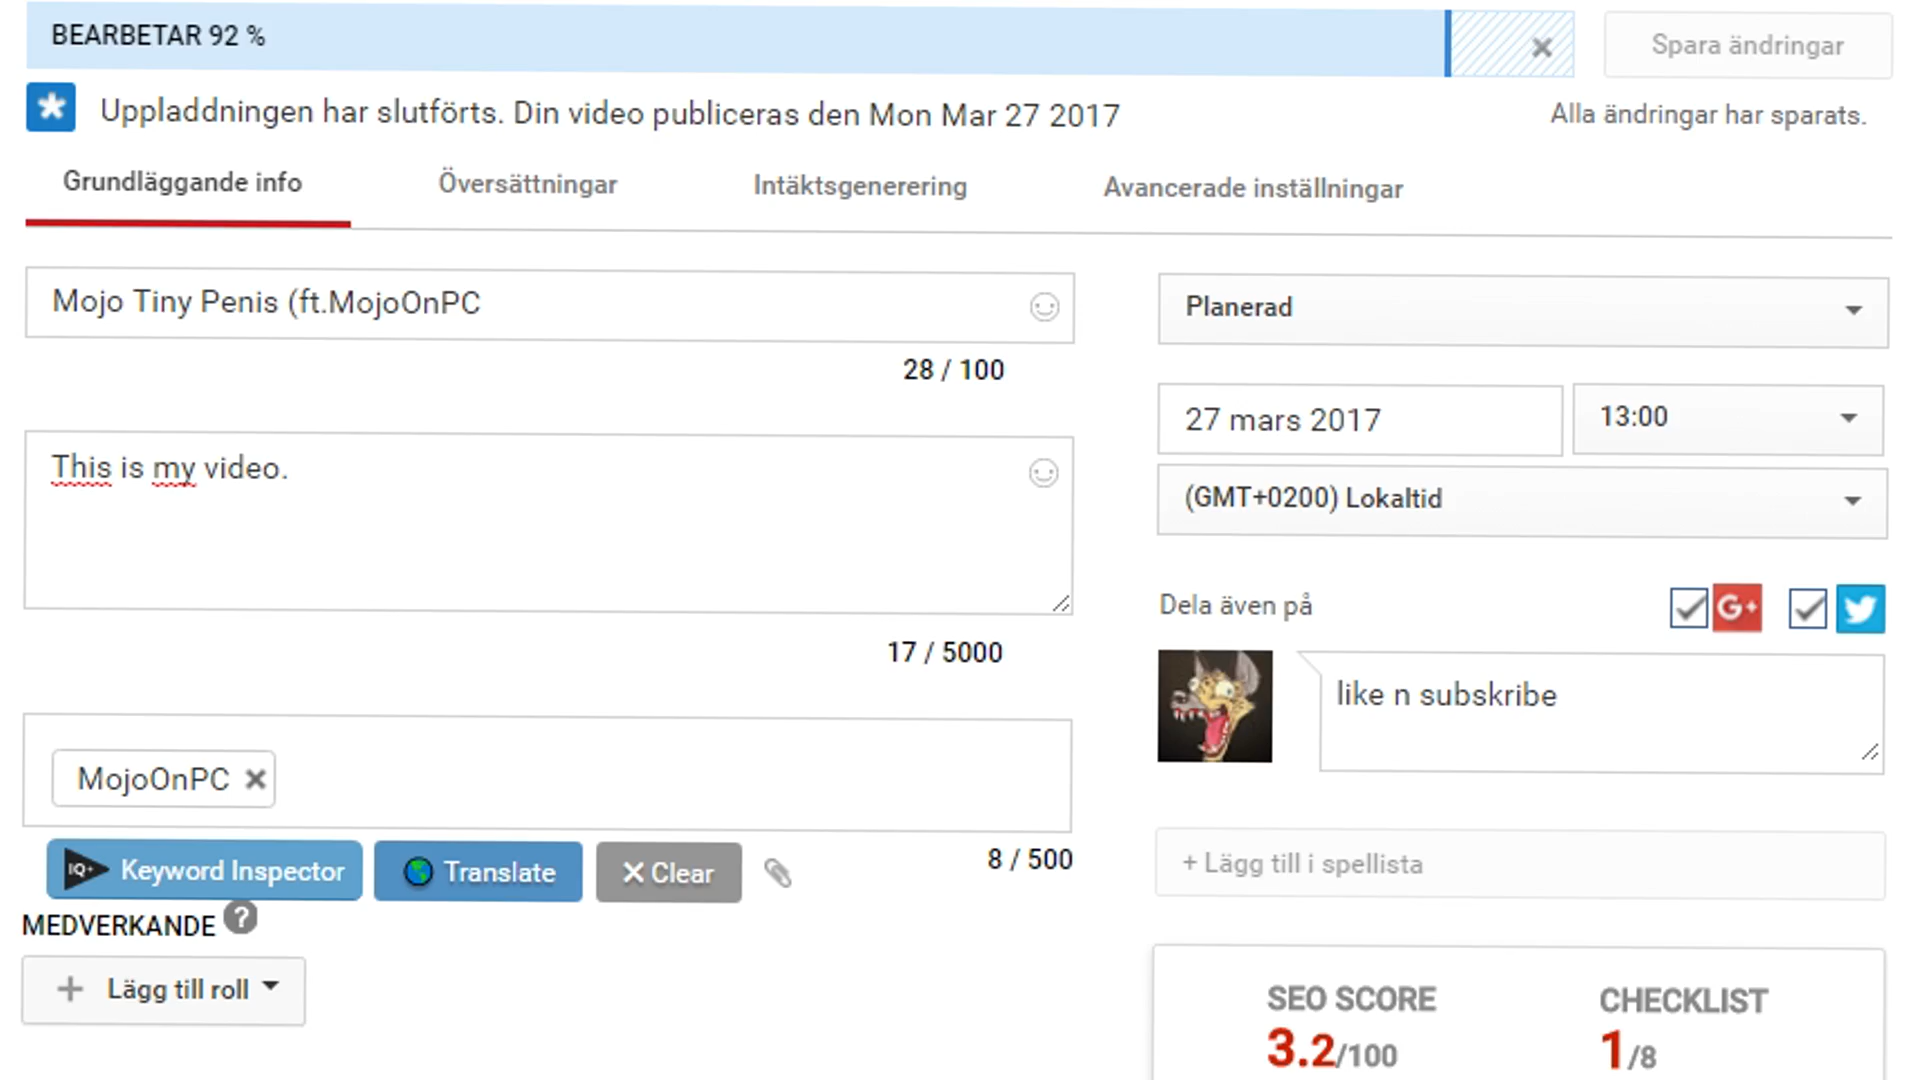 BEARBETAR 92 %
Spara ändringar
Uppladdningen har slutförts. Din video publiceras den Mon Mar 27 2017
Alla ändringar har sparats.
Grundläggande info
Översättningar
Intäktsgenerering
Avancerade inställningar
Mojo Tiny Penis (ft.MojoOnPC
28 / 100
Planerad
27 mars 2017
13:00
(GMT+0200) Lokaltid
This is my video.
17 / 5000
Dela även på
G+
like n subskribe
MojoOnPC
8 / 500
IQ+ Keyword Inspector
Translate
Clear
+ Lägg till i spellista
MEDVERKANDE ?
+ Lägg till roll
SEO SCORE
3.2/100
CHECKLIST
1/8